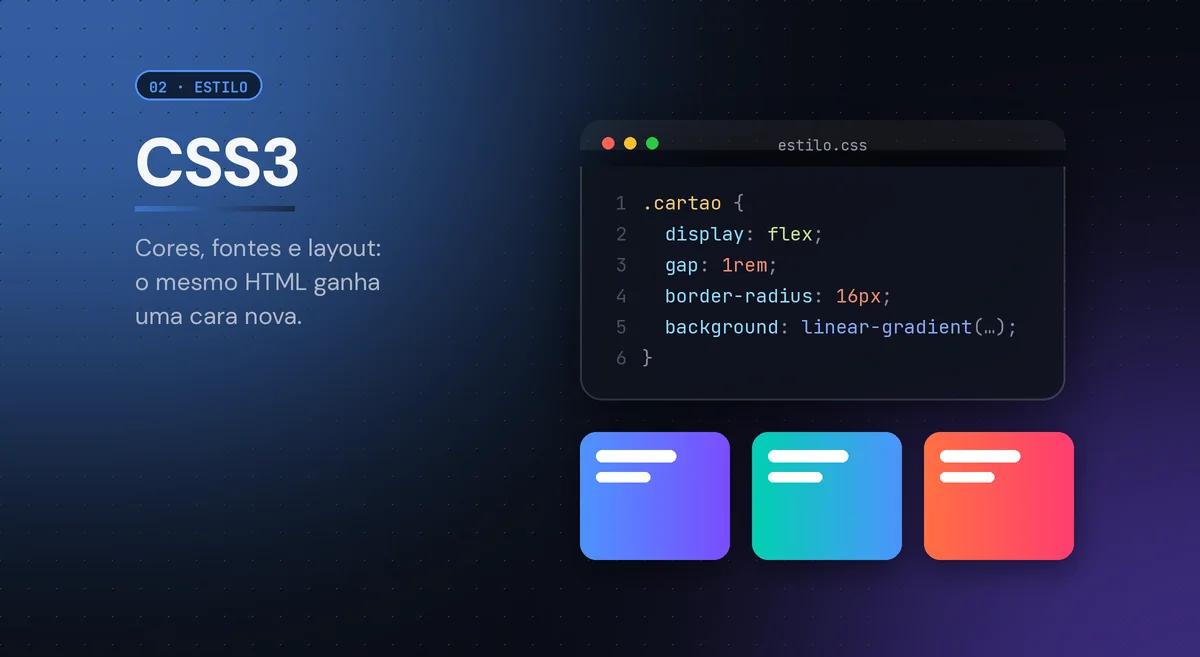 02 · ESTILO
CSS3
Cores, fontes e layout:
o mesmo HTML ganha
uma cara nova.
estilo.css
1 .cartao {
2   display: flex;
3   gap: 1rem;
4   border-radius: 16px;
5   background: linear-gradient(…);
6 }